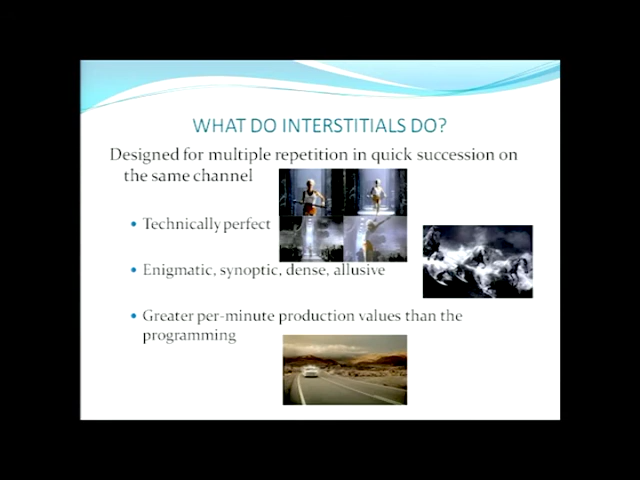 WHAT DO INTERSTITIALS DO?
Designed for multiple repetition in quick succession on
the same channel
• Technically perfect
• Enigmatic, synoptic, dense, allusive
• Greater per-minute production values than the
programming